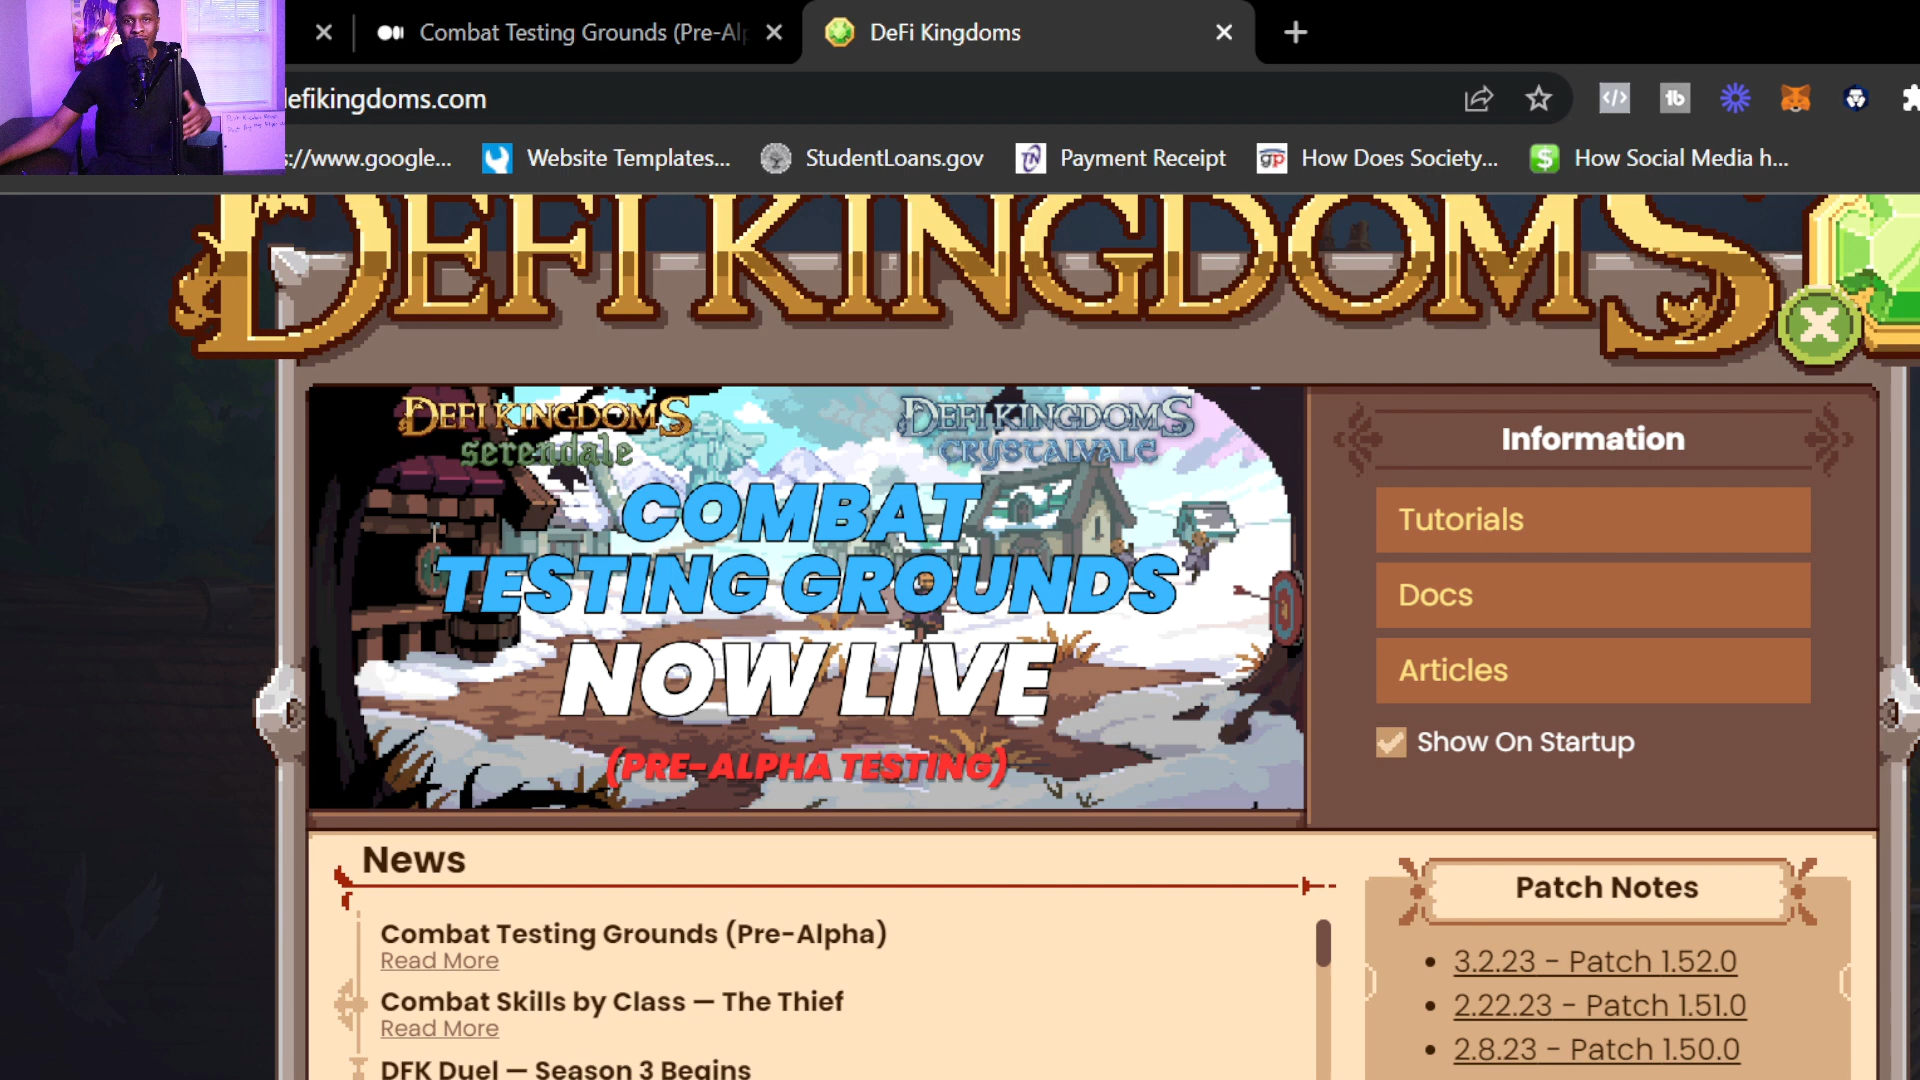 Combat Testing Grounds (Pre-Alp
DeFi Kingdoms
defikingdoms.com
s://www.google...
Website Templates...
StudentLoans.gov
Payment Receipt
How Does Society...
How Social Media h...
DEFI KINGDOMS
DEFI KINGDOMS
serendale
DEFI KINGDOMS
CRYSTALVALE
COMBAT
TESTING GROUNDS
NOW LIVE
(PRE-ALPHA TESTING)
Information
Tutorials
Docs
Articles
Show On Startup
News
Combat Testing Grounds (Pre-Alpha)
Read More
Combat Skills by Class — The Thief
Read More
DFK Duel — Season 3 Begins
Patch Notes
3.2.23 - Patch 1.52.0
2.22.23 - Patch 1.51.0
2.8.23 - Patch 1.50.0